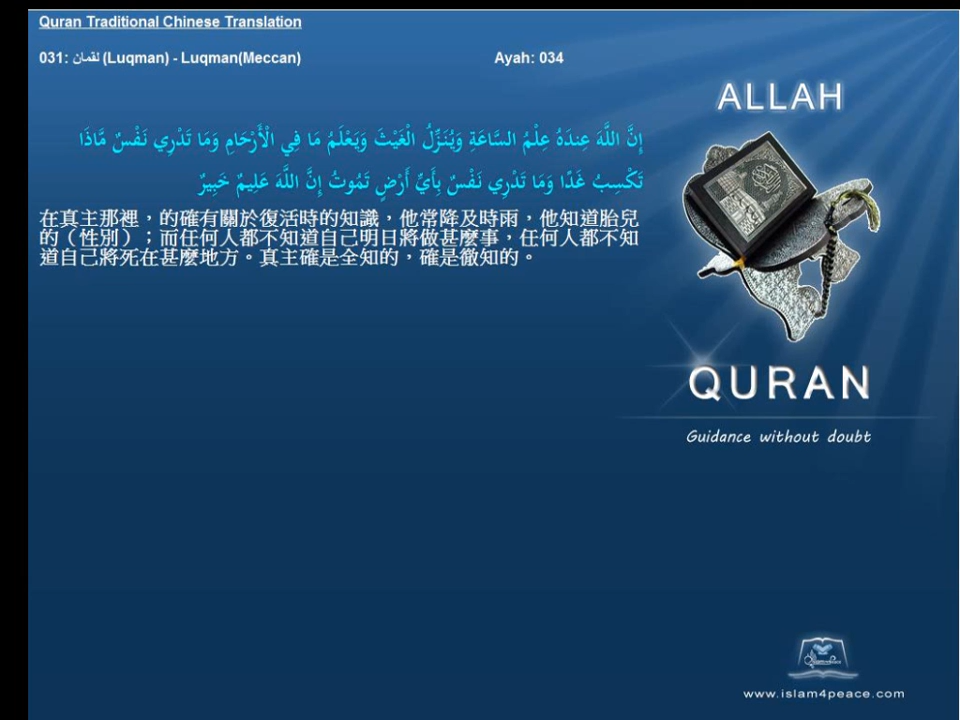 Quran Traditional Chinese Translation
031: لقمان (Luqman) - Luqman(Meccan) Ayah: 034
إِنَّ اللَّهَ عِندَهُ عِلْمُ السَّاعَةِ وَيُنَزِّلُ الْغَيْثَ وَيَعْلَمُ مَا فِي الْأَرْحَامِ وَمَا تَدْرِي نَفْسٌ مَّاذَا
تَكْسِبُ غَدًا وَمَا تَدْرِي نَفْسٌ بِأَيِّ أَرْضٍ تَمُوتُ إِنَّ اللَّهَ عَلِيمٌ خَبِيرٌ
在真主那裡，的確有關於復活時的知識，他常降及時雨，他知道胎兒
的（性別）；而任何人都不知道自己明日將做甚麼事，任何人都不知
道自己將死在甚麼地方。真主確是全知的，確是徹知的。
ALLAH
QURAN
Guidance without doubt
www.islam4peace.com